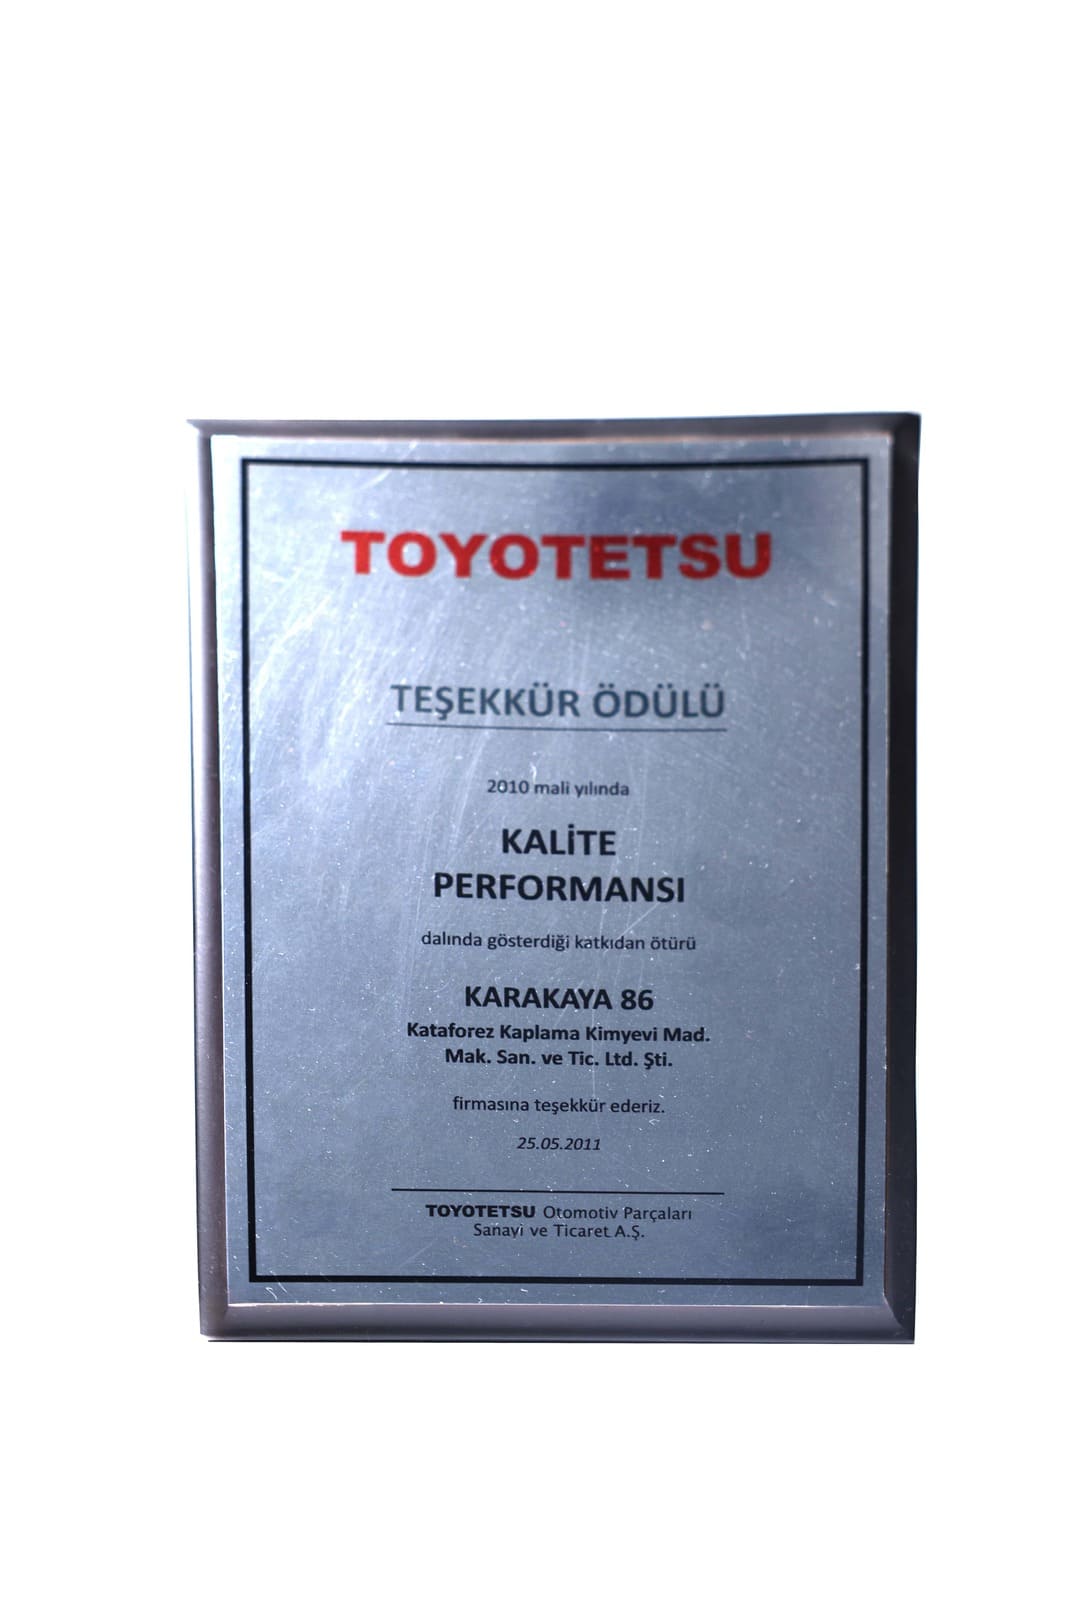 TOYOTETSU
TEŞEKKÜR ÖDÜLÜ
2010 mali yılında
KALİTE
PERFORMANSI
dalında gösterdiği katkıdan ötürü
KARAKAYA 86
Kataforez Kaplama Kimyevi Mad.
Mak. San. ve Tic. Ltd. Şti.
firmasına teşekkür ederiz.
25.05.2011
TOYOTETSU Otomotiv Parçaları
Sanayi ve Ticaret A.Ş.